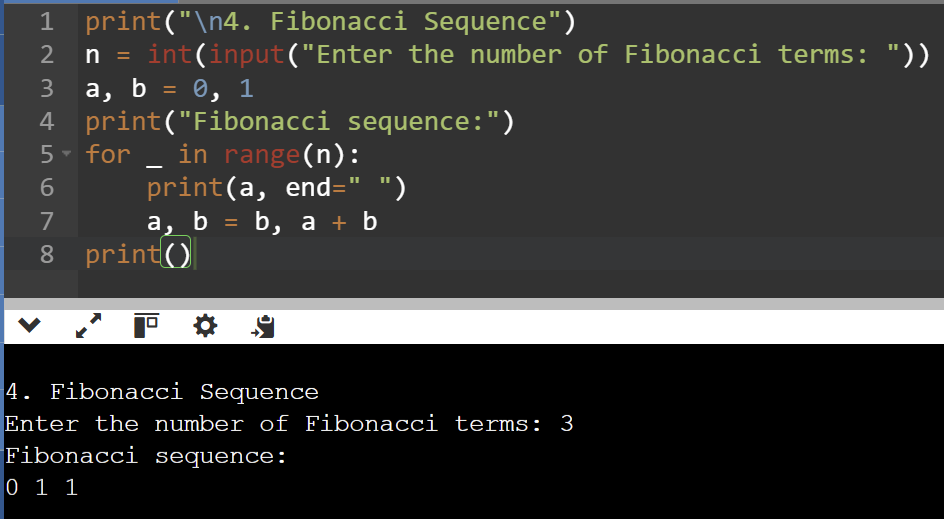 1 print("\n4. Fibonacci Sequence")
2 n = int(input("Enter the number of Fibonacci terms: "))
3 a, b = 0, 1
4 print("Fibonacci sequence:")
5 for _ in range(n):
6     print(a, end=" ")
7     a, b = b, a + b
8 print()
4. Fibonacci Sequence
Enter the number of Fibonacci terms: 3
Fibonacci sequence:
0 1 1